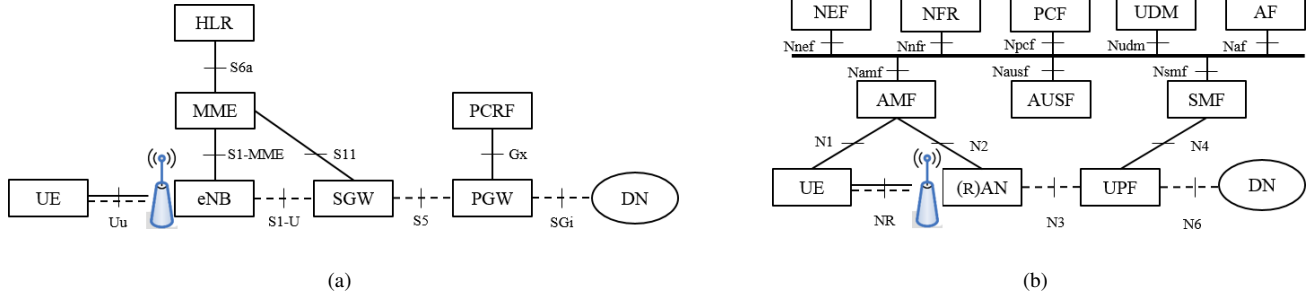 HLR
S6a
MME
PCRF
S1-MME
S11
Gx
UE
eNB
SGW
PGW
DN
Uu
S1-U
S5
SGi
(a)
NEF
NFR
PCF
UDM
AF
Nnef
Nnfr
Npcf
Nudm
Naf
Namf
Nausf
Nsmf
AMF
AUSF
SMF
N1
N2
N4
UE
(R)AN
UPF
DN
NR
N3
N6
(b)